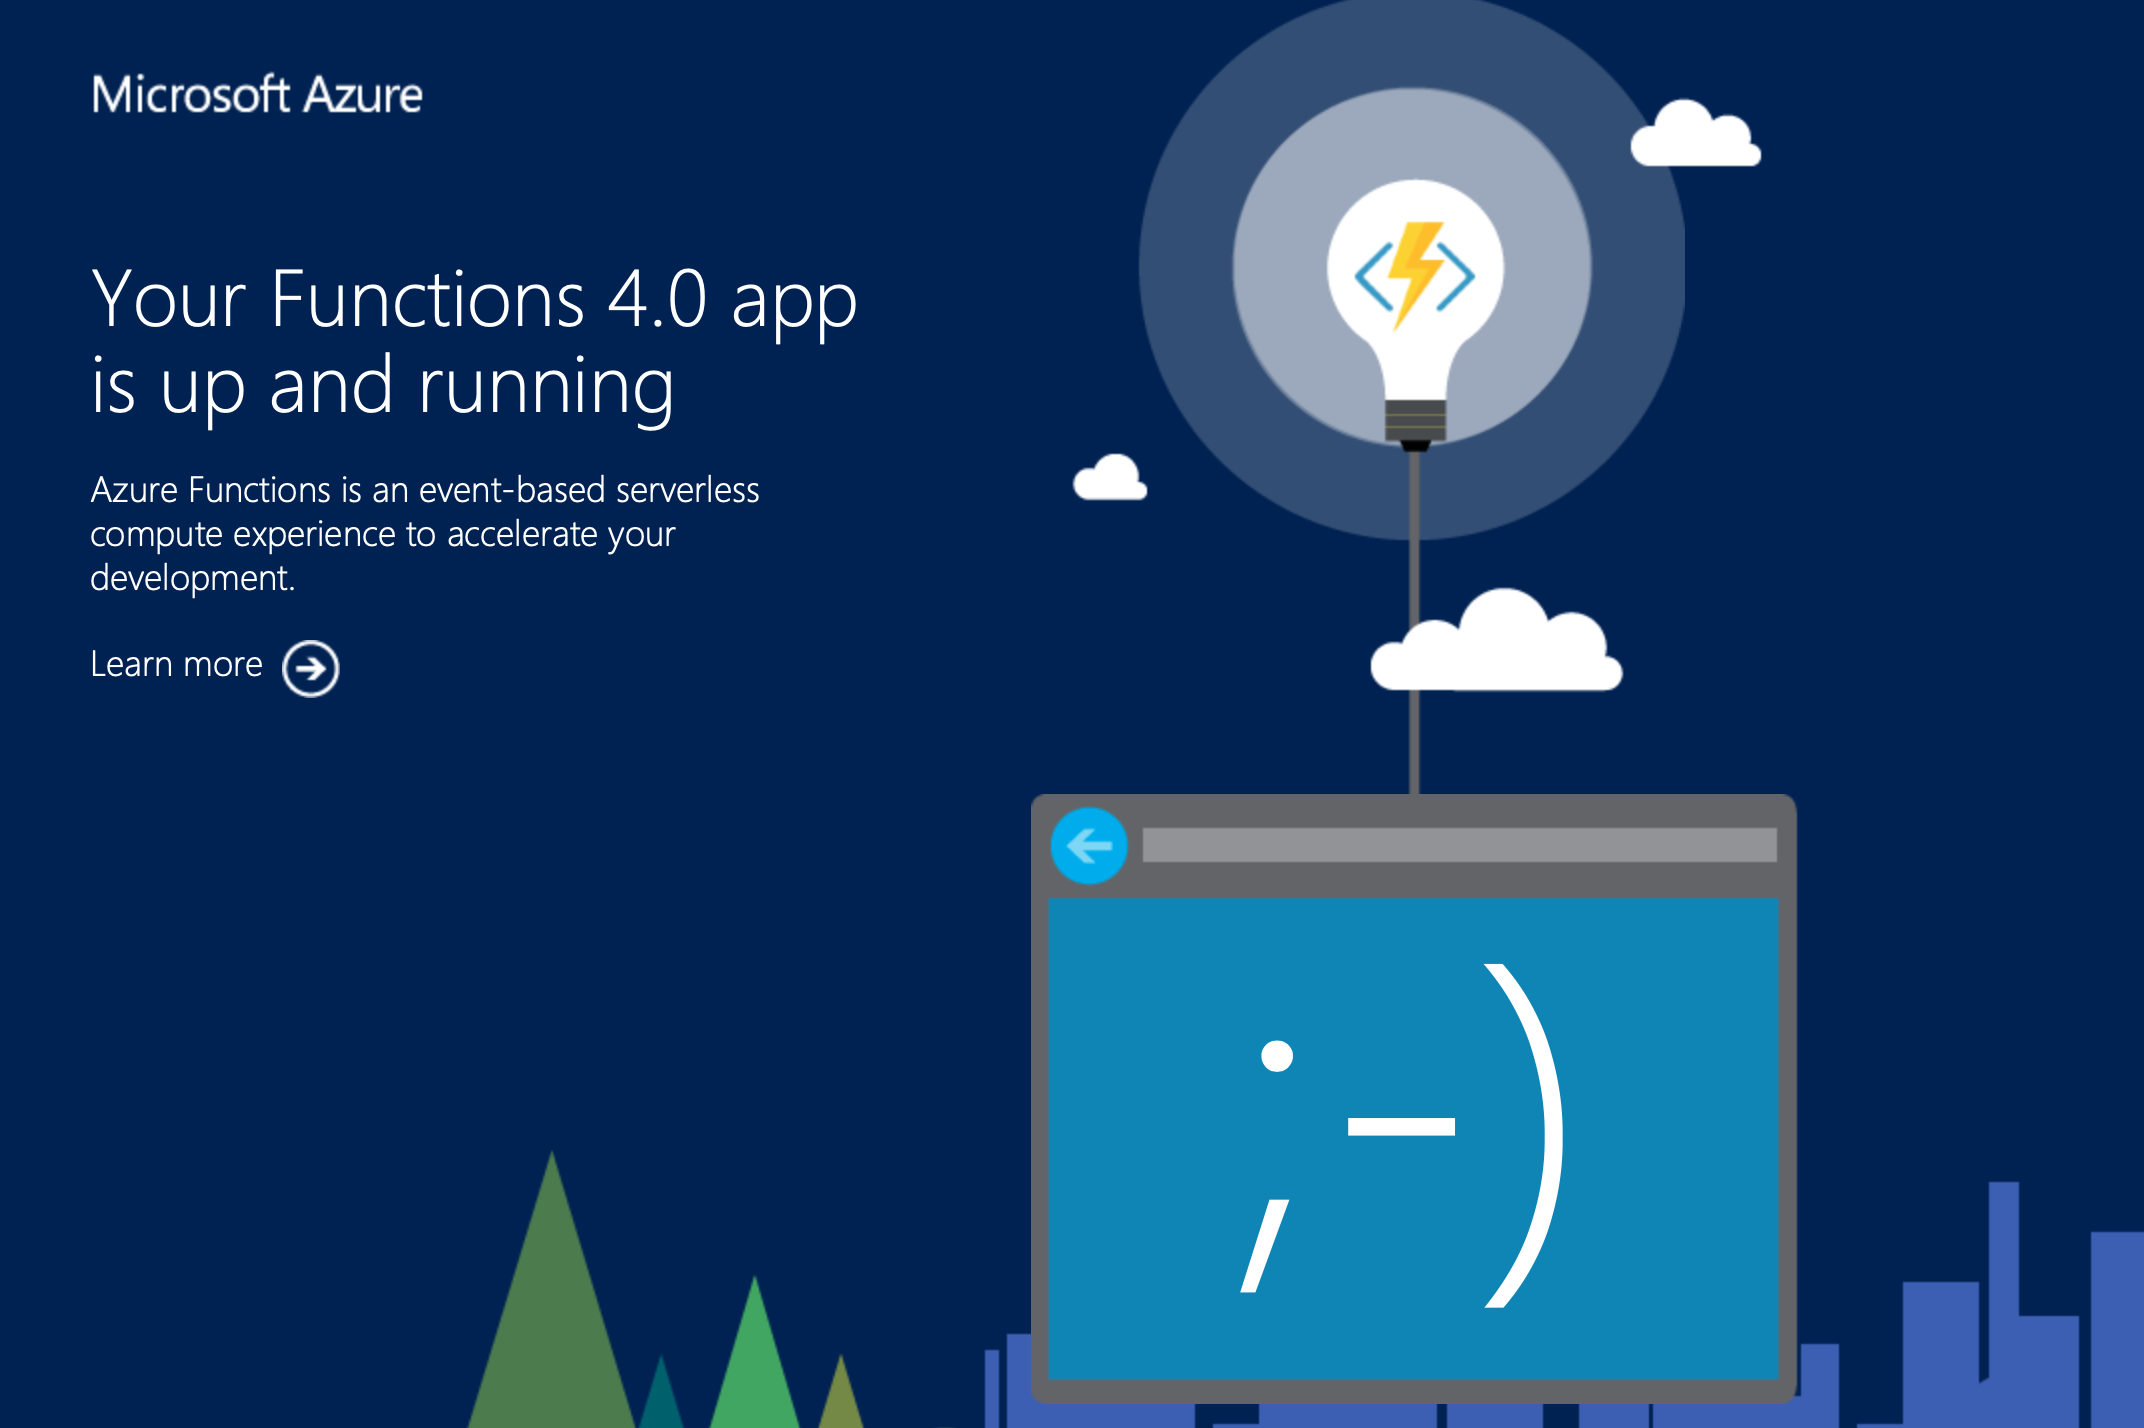 Microsoft Azure
Your Functions 4.0 app
is up and running
Azure Functions is an event-based serverless
compute experience to accelerate your
development.
Learn more
;-)